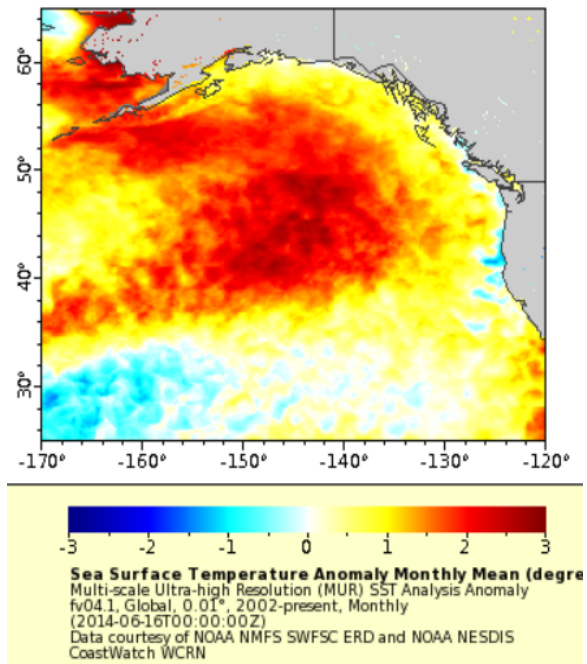 60°
50°
40°
30°
-170° -160° -150° -140° -130° -120°
-3 -2 -1 0 1 2 3
Sea Surface Temperature Anomaly Monthly Mean (degre
Multi-scale Ultra-high Resolution (MUR) SST Analysis Anomaly
fv04.1, Global, 0.01°, 2002-present, Monthly
(2014-06-16T00:00:00Z)
Data courtesy of NOAA NMFS SWFSC ERD and NOAA NESDIS
CoastWatch WCRN